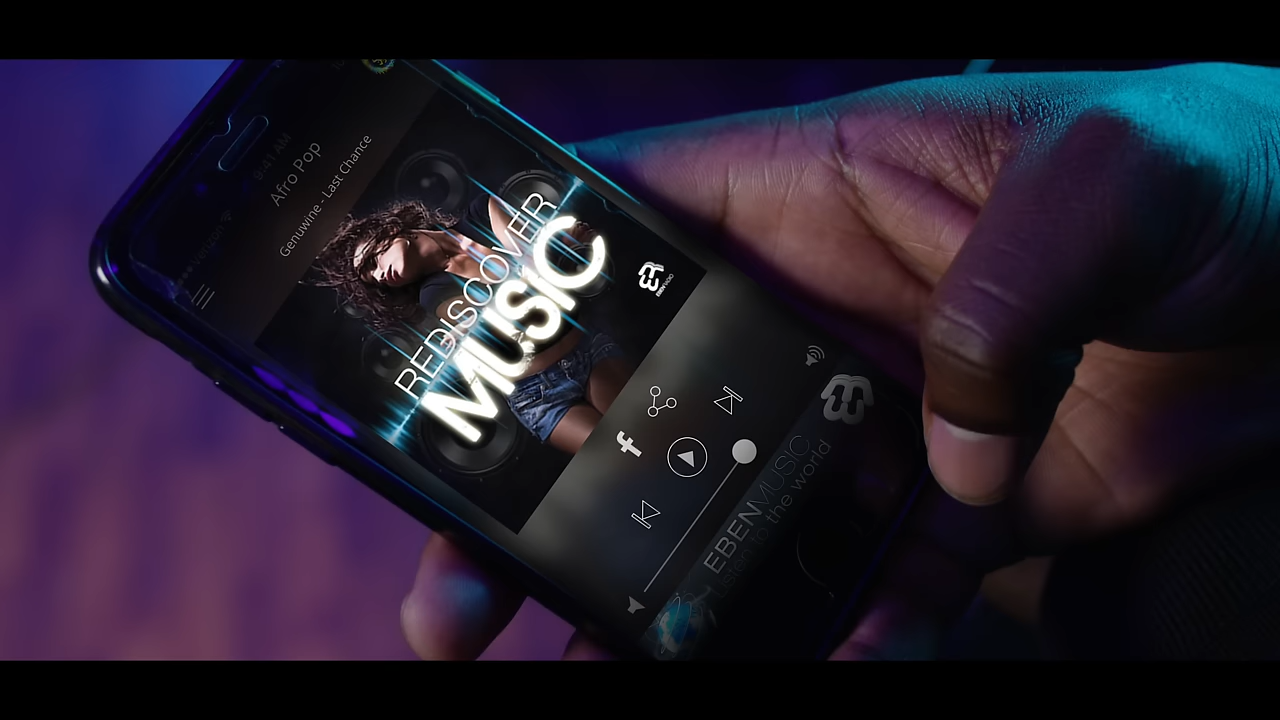 9:41 AM
Afro Pop
Genuwine - Last Chance
REDISCOVER
MUSIC
EBENMUSIC
Listen to the world